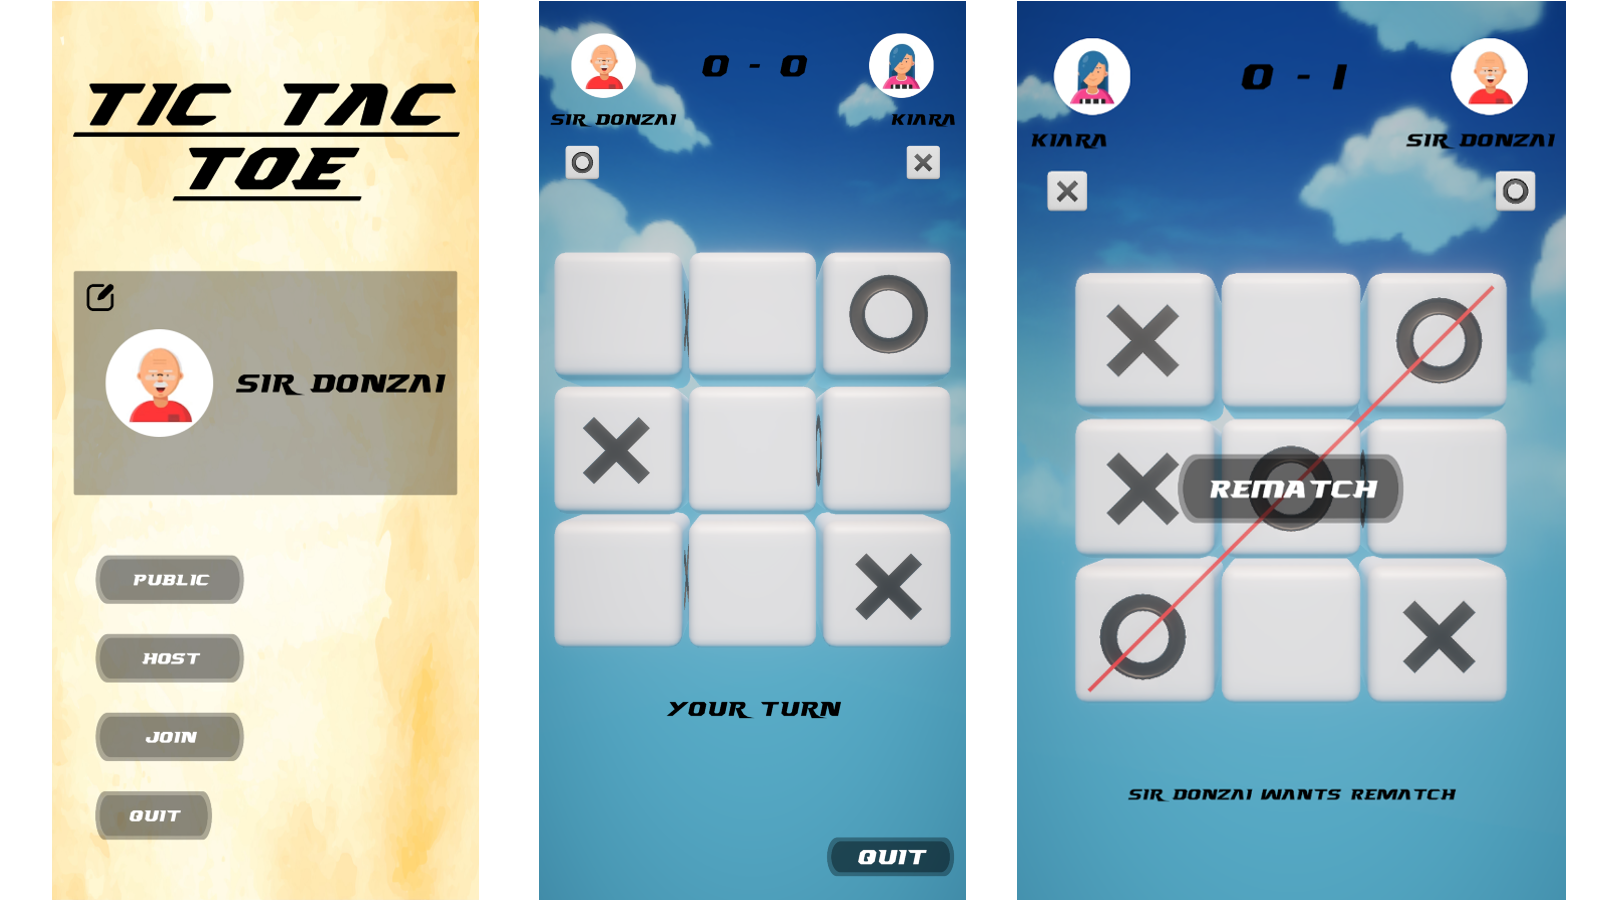 TIC TAC
TOE
SIR DONZAI
PUBLIC
HOST
JOIN
QUIT
0 - 0
SIR DONZAI
KIARA
YOUR TURN
QUIT
0 - 1
KIARA
SIR DONZAI
REMATCH
SIR DONZAI WANTS REMATCH